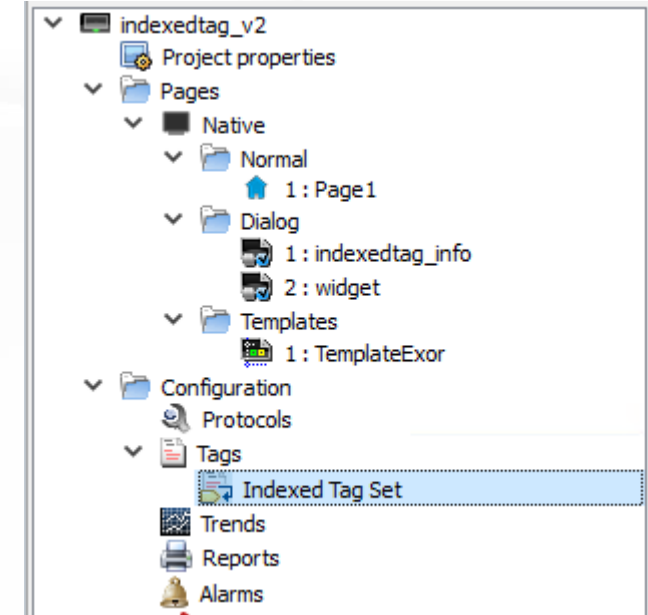 indexedtag_v2
Project properties
Pages
Native
Normal
1 : Page1
Dialog
1 : indexedtag_info
2 : widget
Templates
1 : TemplateExor
Configuration
Protocols
Tags
Indexed Tag Set
Trends
Reports
Alarms